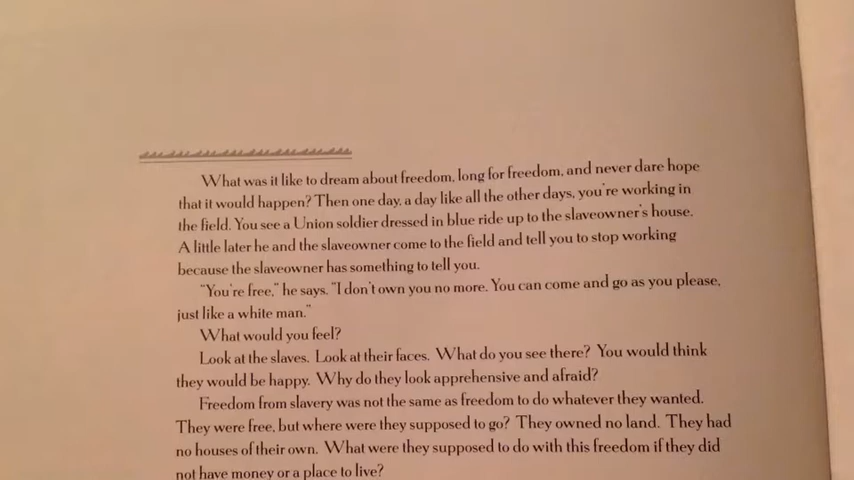 What was it like to dream about freedom, long for freedom, and never dare hope
that it would happen? Then one day, a day like all the other days, you're working in
the field. You see a Union soldier dressed in blue ride up to the slaveowner's house.
A little later he and the slaveowner come to the field and tell you to stop working
because the slaveowner has something to tell you.
"You're free," he says. "I don't own you no more. You can come and go as you please,
just like a white man."
What would you feel?
Look at the slaves. Look at their faces. What do you see there? You would think
they would be happy. Why do they look apprehensive and afraid?
Freedom from slavery was not the same as freedom to do whatever they wanted.
They were free, but where were they supposed to go? They owned no land. They had
no houses of their own. What were they supposed to do with this freedom if they did
not have money or a place to live?